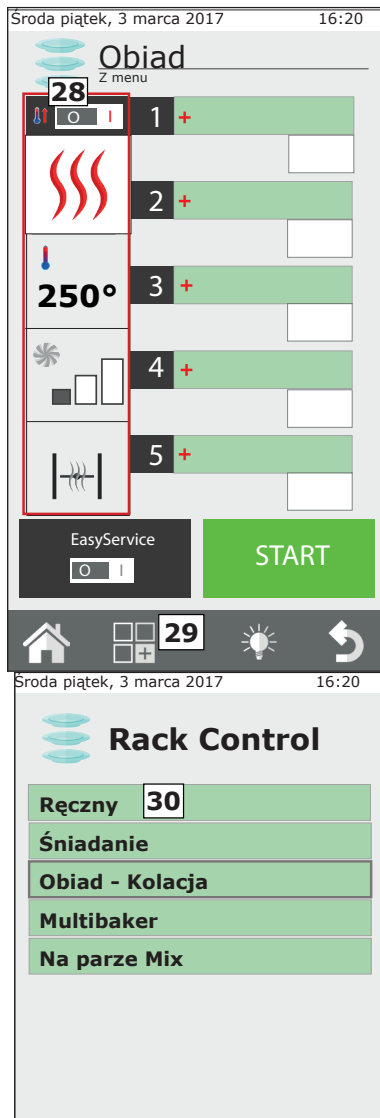 Środa piątek, 3 marca 2017 16:20
Obiad
Z menu
28
O I
1 +
2 +
250°
3 +
4 +
5 +
EasyService
O I
START
29
Środa piątek, 3 marca 2017 16:20
Rack Control
Ręczny 30
Śniadanie
Obiad - Kolacja
Multibaker
Na parze Mix